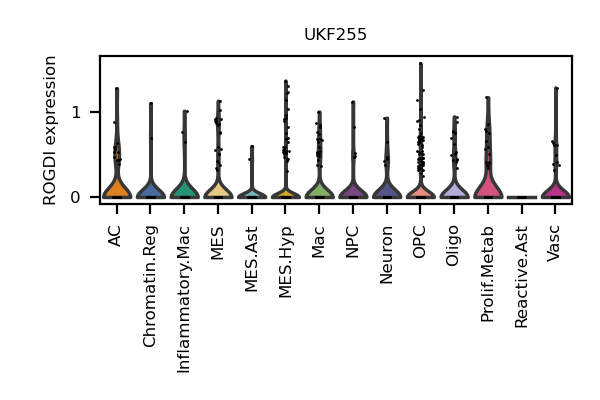 UKF255
ROGDI expression
1
0
AC
Chromatin.Reg
Inflammatory.Mac
MES
MES.Ast
MES.Hyp
Mac
NPC
Neuron
OPC
Oligo
Prolif.Metab
Reactive.Ast
Vasc